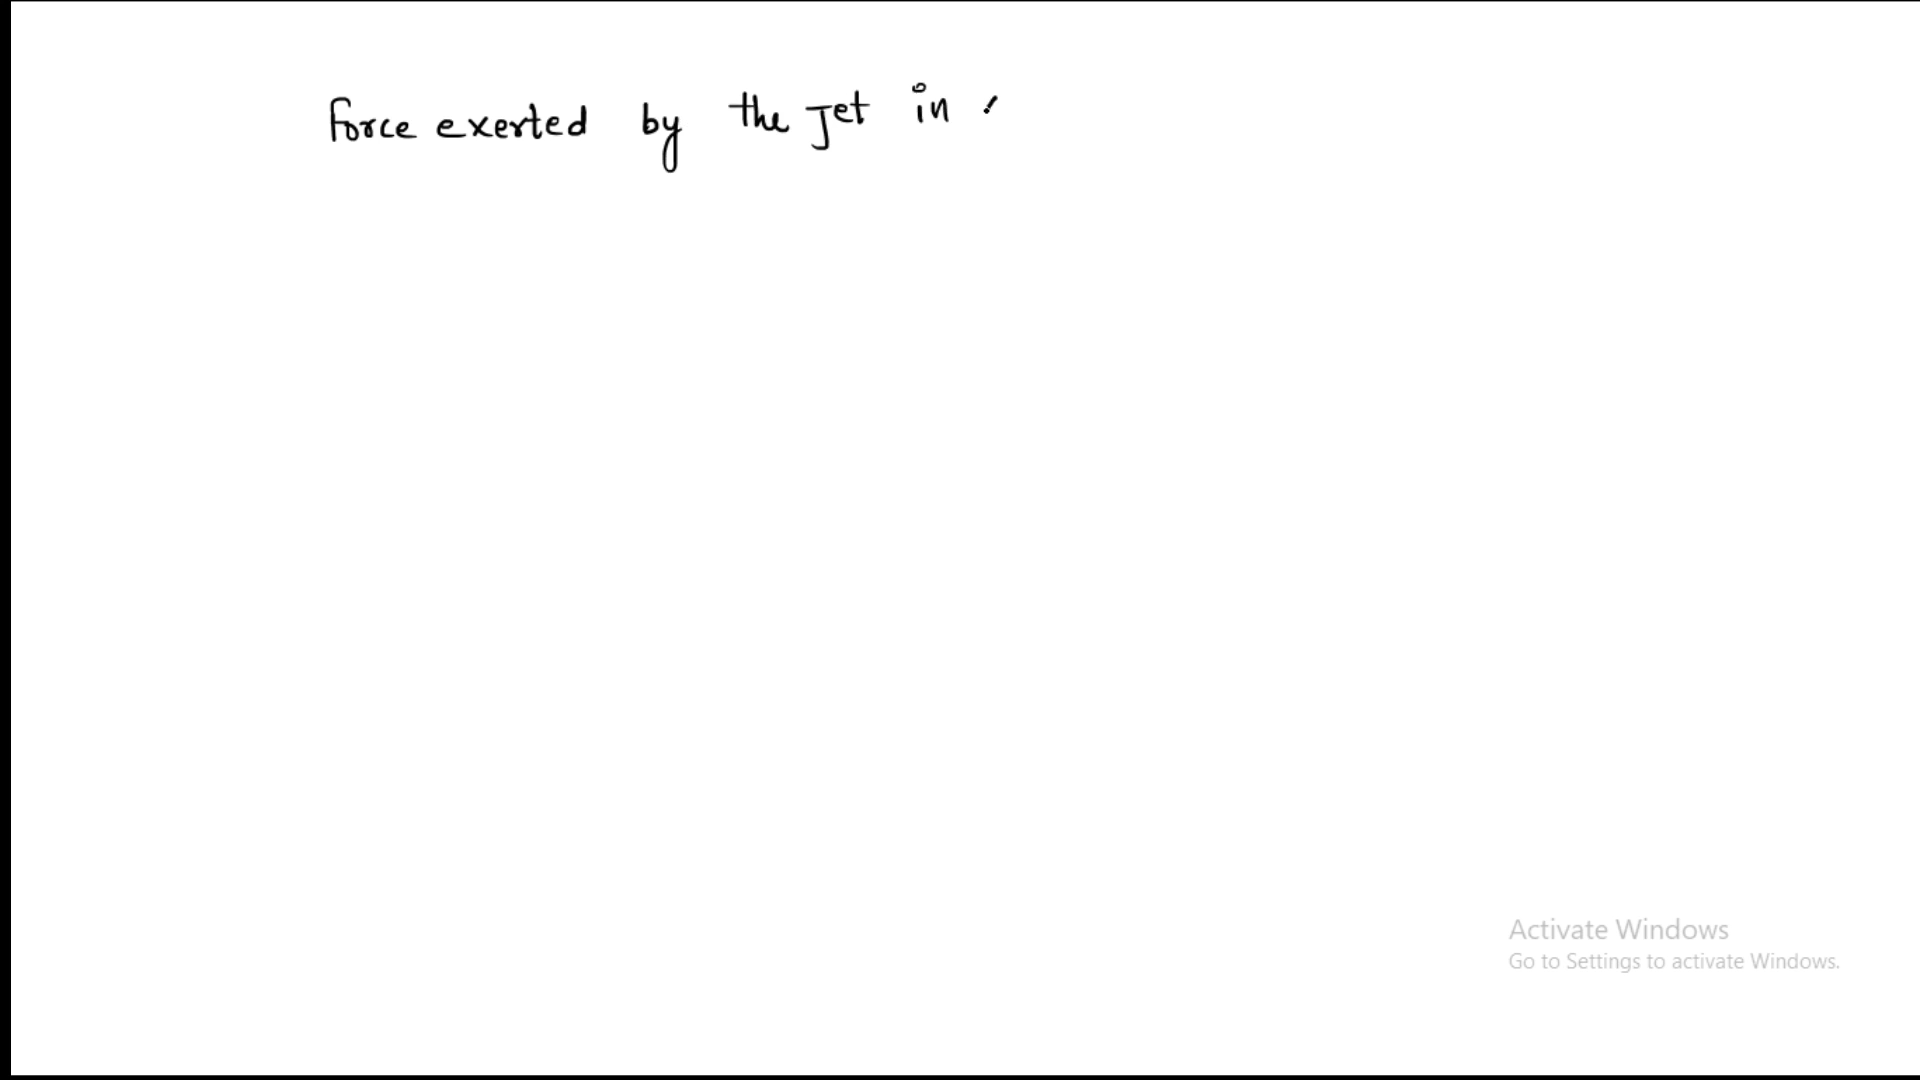 Force exerted by the Jet in
Activate Windows
Go to Settings to activate Windows.